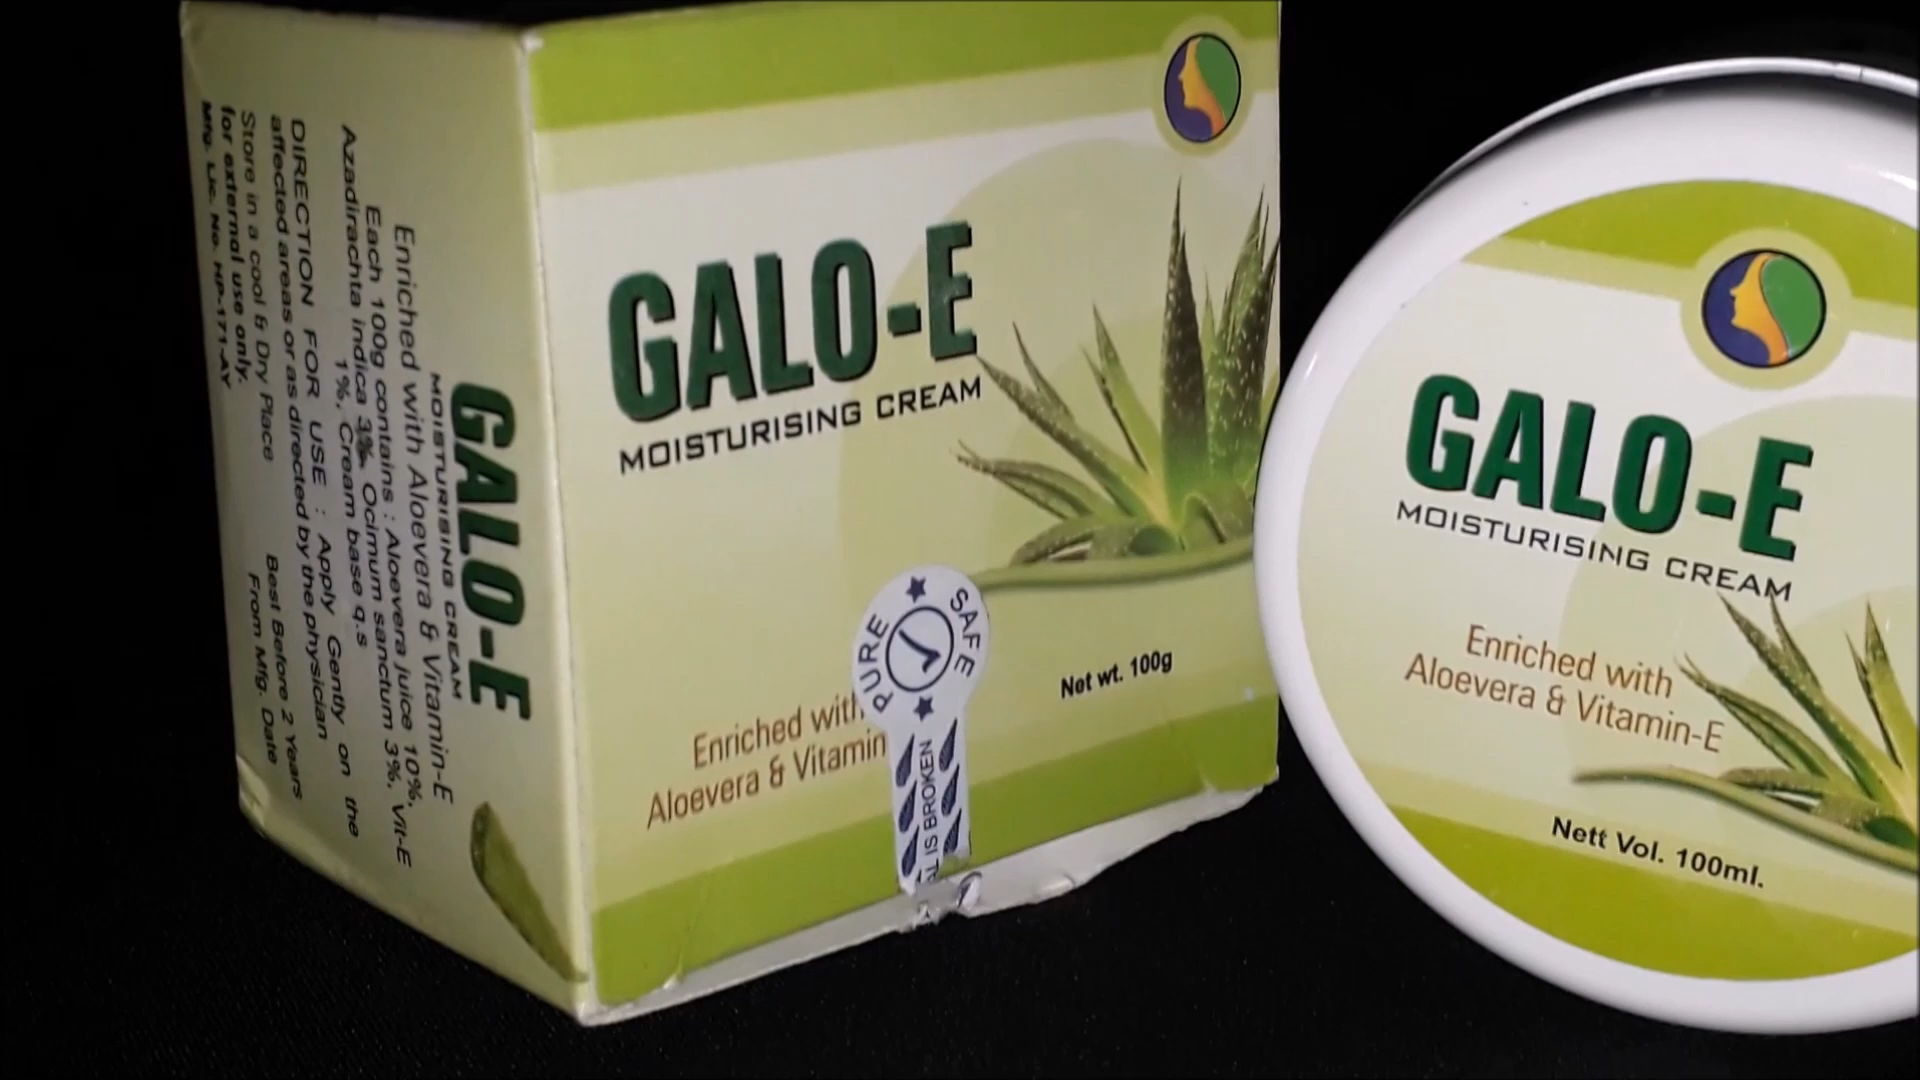 GALO-E
MOISTURISING CREAM
Enriched with Aloevera & Vitamin-E
Each 100g contains : Aloevera juice 10%,
Azadirachta indica 3%, Ocimum sanctum 3%, Vit-E
1%, Cream base q.s
DIRECTION FOR USE : Apply Gently on the
affected areas or as directed by the physician
Store in a cool & Dry Place
Best Before 2 Years
for external use only.
From Mfg. Date
Mfg. Lic. No. HP-171-AY
GALO-E
MOISTURISING CREAM
PURE SAFE
AL IS BROKEN
Net wt. 100g
Enriched with
Aloevera & Vitamin
GALO-E
MOISTURISING CREAM
Enriched with
Aloevera & Vitamin-E
Nett Vol. 100ml.